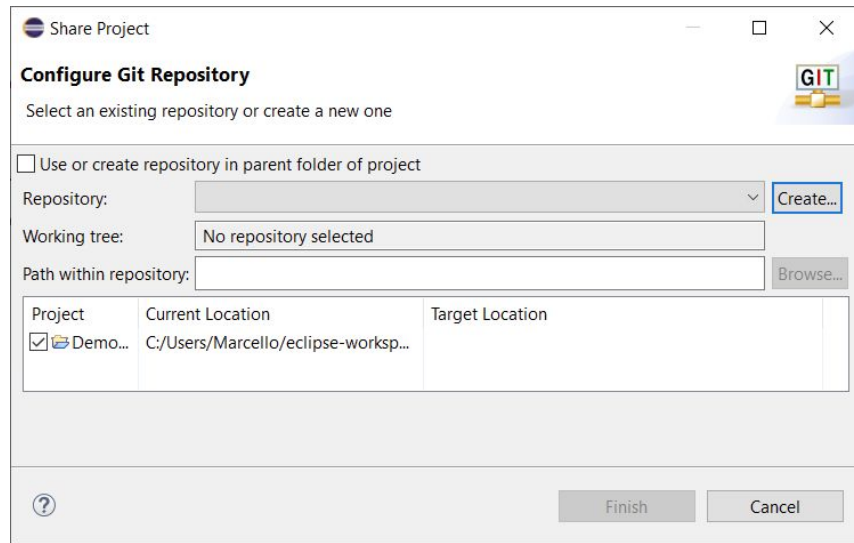 Share Project
Configure Git Repository
GIT
Select an existing repository or create a new one
Use or create repository in parent folder of project
Repository: Create...
Working tree: No repository selected
Path within repository: Browse...
Project Current Location Target Location
Demo... C:/Users/Marcello/eclipse-worksp...
? Finish Cancel